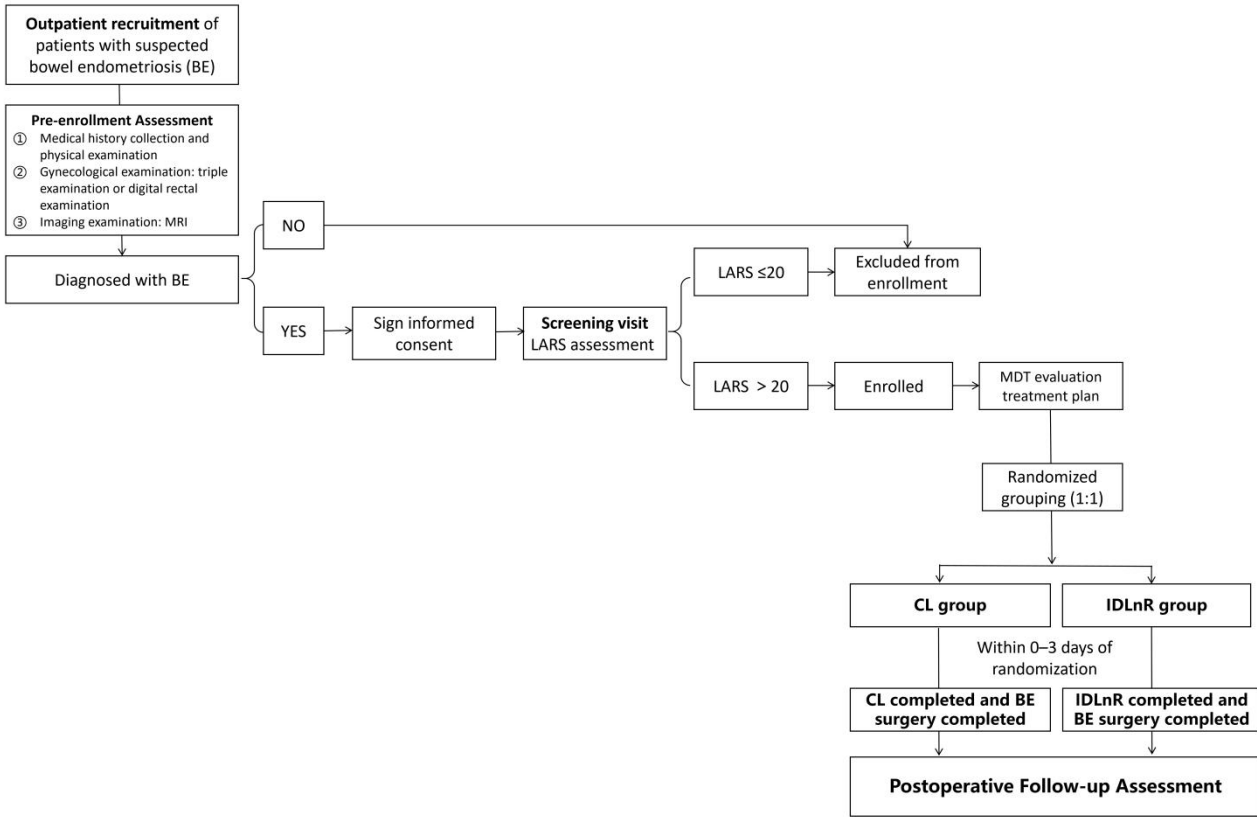 Outpatient recruitment of
patients with suspected
bowel endometriosis (BE)
Pre-enrollment Assessment
① Medical history collection and
physical examination
② Gynecological examination: triple
examination or digital rectal
examination
③ Imaging examination: MRI
Diagnosed with BE
NO
YES
Sign informed
consent
Screening visit
LARS assessment
LARS ≤20
Excluded from
enrollment
LARS > 20
Enrolled
MDT evaluation
treatment plan
Randomized
grouping (1:1)
CL group
IDLnR group
Within 0–3 days of
randomization
CL completed and BE
surgery completed
IDLnR completed and
BE surgery completed
Postoperative Follow-up Assessment